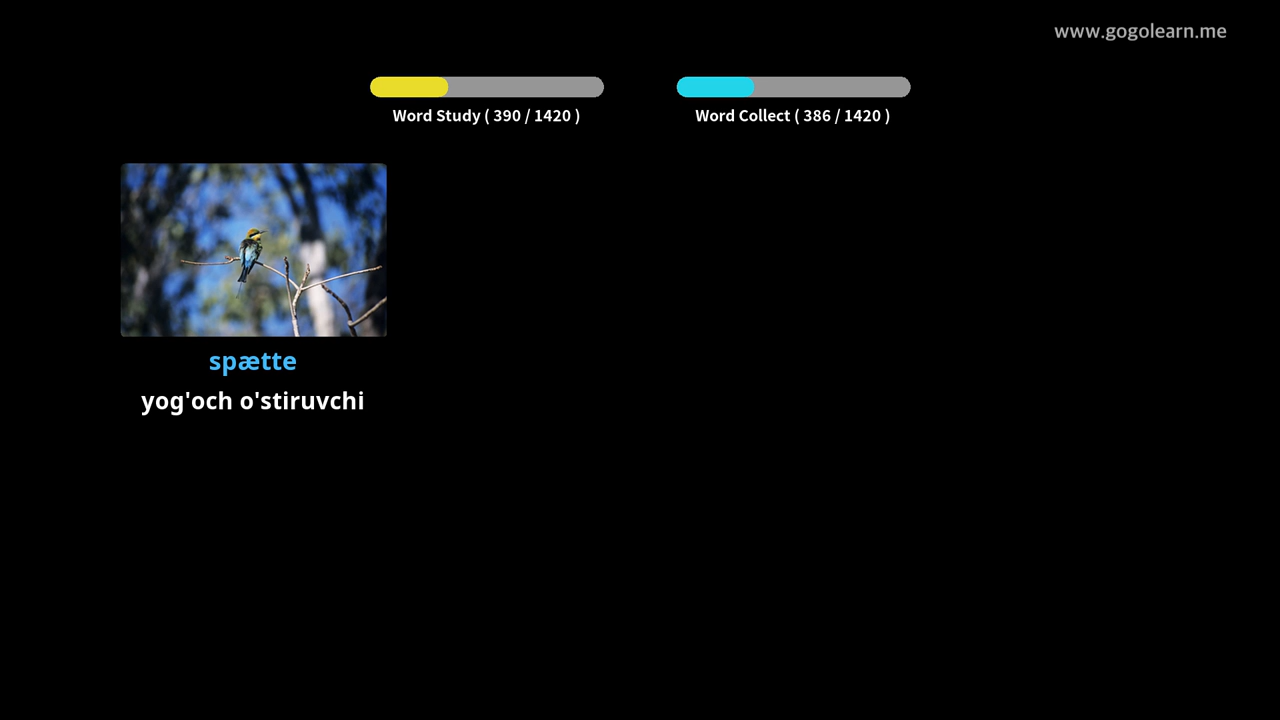 www.gogolearn.me
Word Study ( 390 / 1420 )
Word Collect ( 386 / 1420 )
spætte
yog'och o'stiruvchi